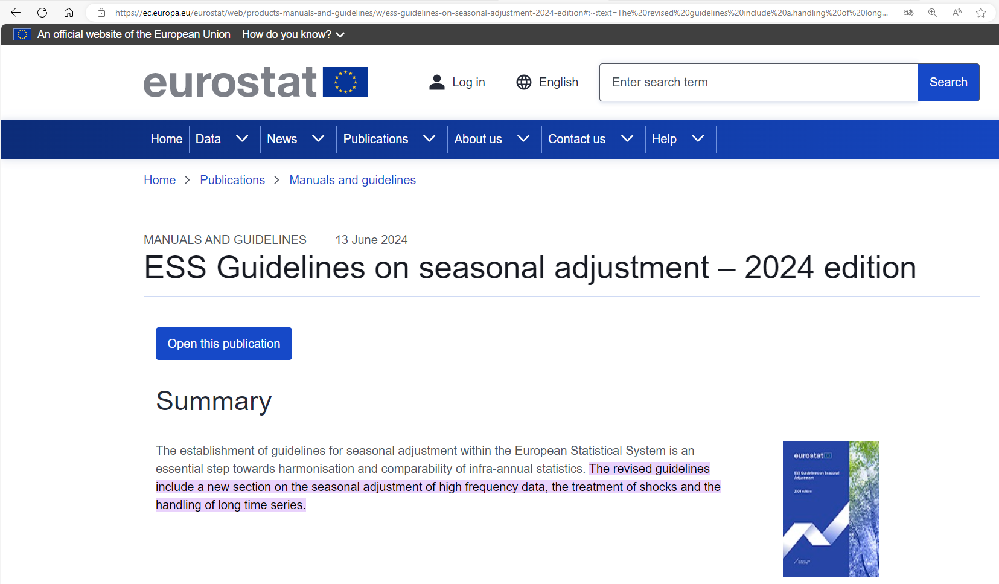 https://ec.europa.eu/eurostat/web/products-manuals-and-guidelines/w/ess-guidelines-on-seasonal-adjustment-2024-edition#:~:text=The%20revised%20guidelines%20include%20a,handling%20of%20long...
An official website of the European Union How do you know?
eurostat
Log in
English
Enter search term
Search
Home Data News Publications About us Contact us Help
Home > Publications > Manuals and guidelines
MANUALS AND GUIDELINES | 13 June 2024
ESS Guidelines on seasonal adjustment – 2024 edition
Open this publication
Summary
The establishment of guidelines for seasonal adjustment within the European Statistical System is an
essential step towards harmonisation and comparability of infra-annual statistics. The revised guidelines
include a new section on the seasonal adjustment of high frequency data, the treatment of shocks and the
handling of long time series.
eurostat
ESS Guidelines on Seasonal
Adjustment
2024 edition